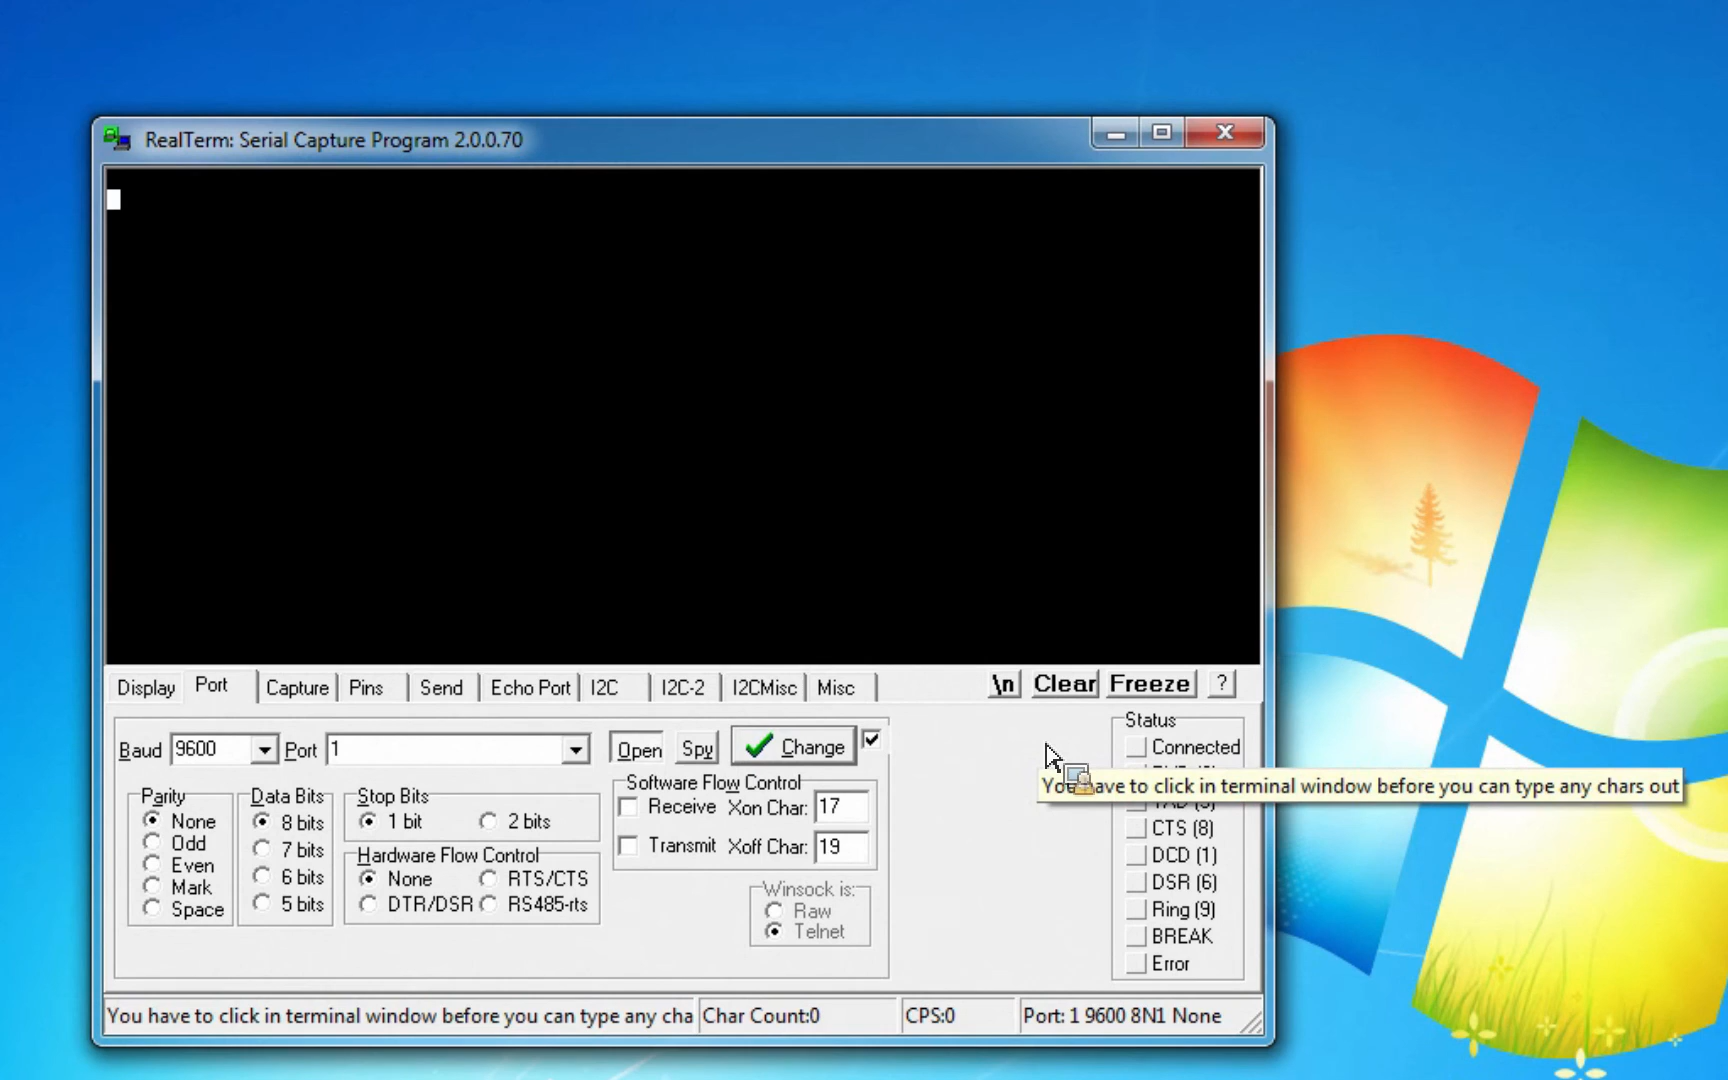 RealTerm: Serial Capture Program 2.0.0.70
Display Port Capture Pins Send Echo Port I2C I2C-2 I2CMisc Misc \n Clear Freeze ?
Baud 9600 Port 1 Open Spy Change
Status
Connected
Parity
None
Odd
Even
Mark
Space
Data Bits
8 bits
7 bits
6 bits
5 bits
Stop Bits
1 bit 2 bits
Hardware Flow Control
None RTS/CTS
DTR/DSR RS485-rts
Software Flow Control
Receive Xon Char: 17
Transmit Xoff Char: 19
Winsock is:
Raw
Telnet
have to click in terminal window before you can type any chars out
CTS (8)
DCD (1)
DSR (6)
Ring (9)
BREAK
Error
You have to click in terminal window before you can type any cha Char Count:0 CPS:0 Port: 1 9600 8N1 None